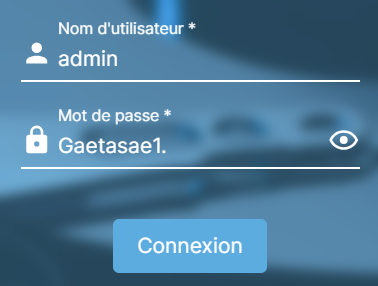 Nom d'utilisateur *
admin
Mot de passe *
Gaetasae1.
Connexion